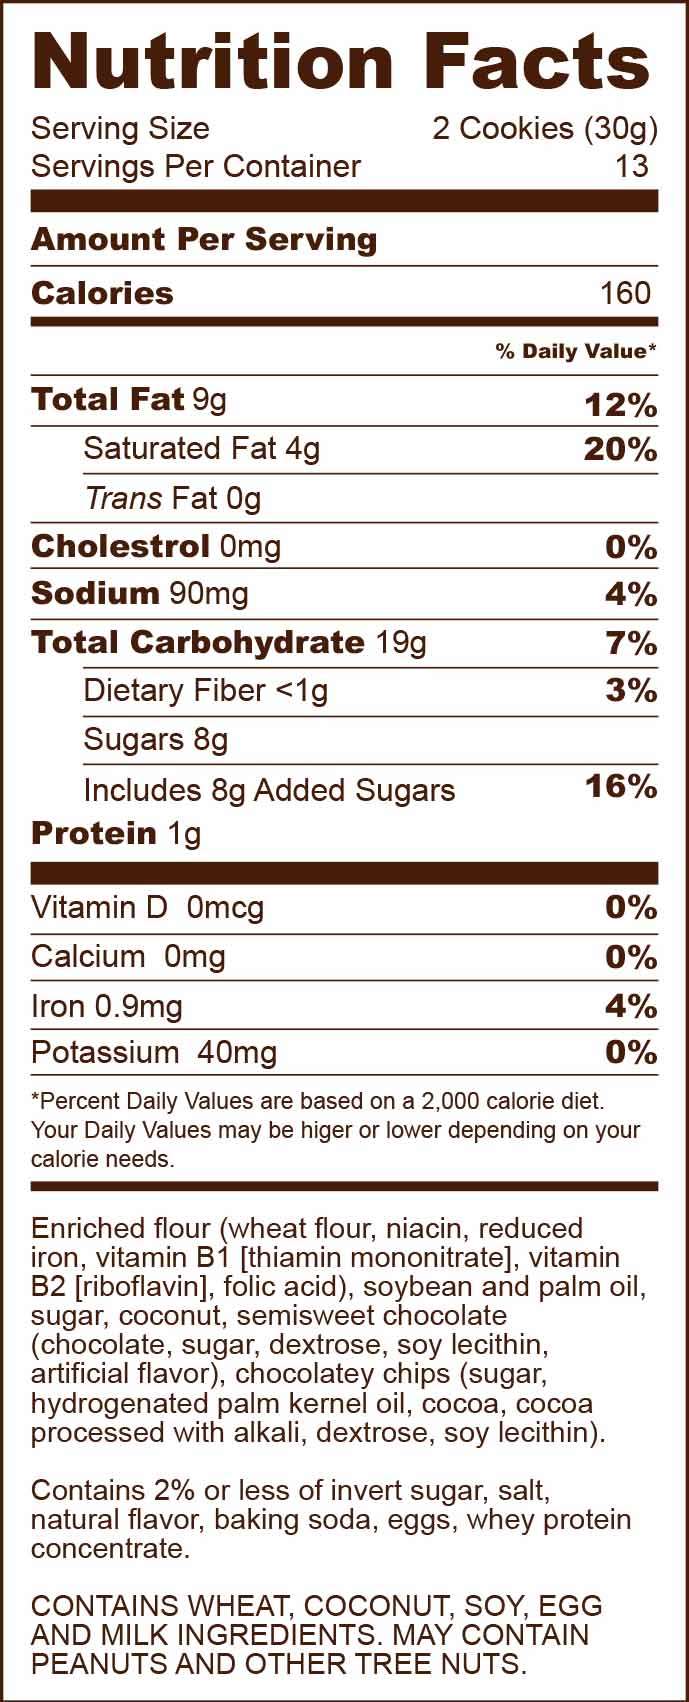 Nutrition Facts
Serving Size 2 Cookies (30g)
Servings Per Container 13
Amount Per Serving
Calories 160
% Daily Value*
Total Fat 9g 12%
Saturated Fat 4g 20%
Trans Fat 0g
Cholestrol 0mg 0%
Sodium 90mg 4%
Total Carbohydrate 19g 7%
Dietary Fiber <1g 3%
Sugars 8g
Includes 8g Added Sugars 16%
Protein 1g
Vitamin D 0mcg 0%
Calcium 0mg 0%
Iron 0.9mg 4%
Potassium 40mg 0%
*Percent Daily Values are based on a 2,000 calorie diet.
Your Daily Values may be higer or lower depending on your
calorie needs.
Enriched flour (wheat flour, niacin, reduced
iron, vitamin B1 [thiamin mononitrate], vitamin
B2 [riboflavin], folic acid), soybean and palm oil,
sugar, coconut, semisweet chocolate
(chocolate, sugar, dextrose, soy lecithin,
artificial flavor), chocolatey chips (sugar,
hydrogenated palm kernel oil, cocoa, cocoa
processed with alkali, dextrose, soy lecithin).
Contains 2% or less of invert sugar, salt,
natural flavor, baking soda, eggs, whey protein
concentrate.
CONTAINS WHEAT, COCONUT, SOY, EGG
AND MILK INGREDIENTS. MAY CONTAIN
PEANUTS AND OTHER TREE NUTS.